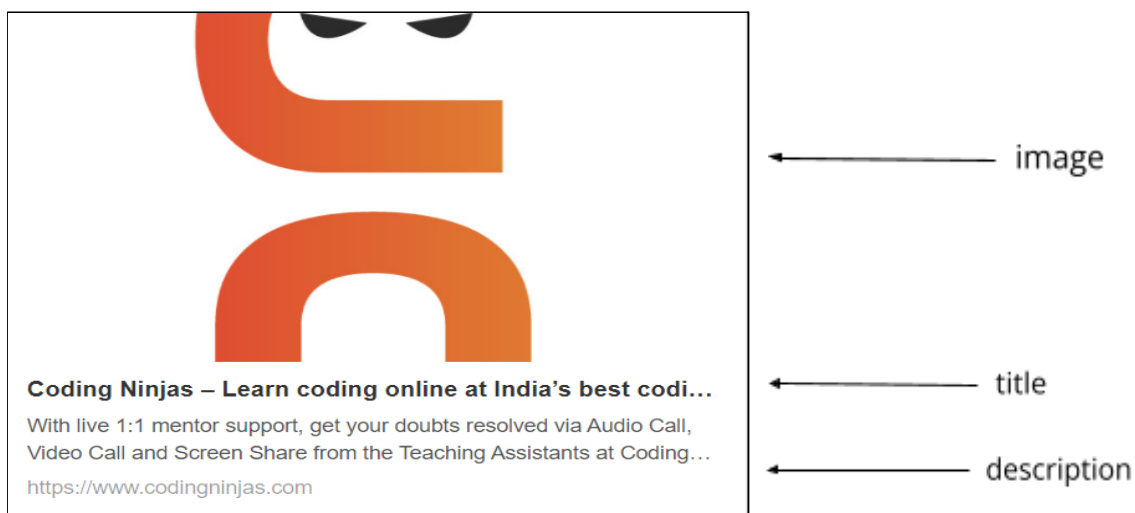 image
Coding Ninjas – Learn coding online at India’s best codi...
title
With live 1:1 mentor support, get your doubts resolved via Audio Call,
Video Call and Screen Share from the Teaching Assistants at Coding...
description
https://www.codingninjas.com